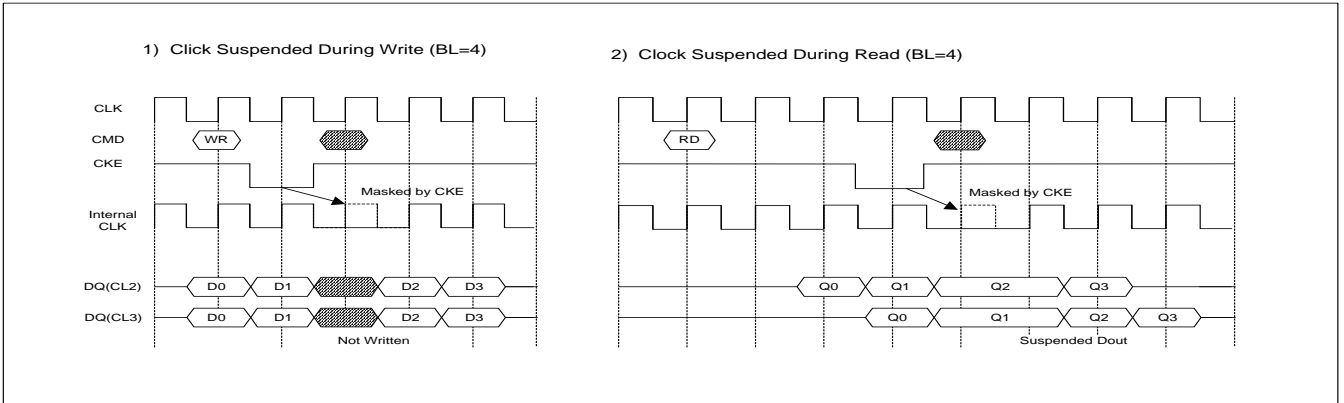 1) Click Suspended During Write (BL=4)
CLK
CMD
WR
CKE
Masked by CKE
Internal
CLK
DQ(CL2)
D0
D1
D2
D3
DQ(CL3)
D0
D1
D2
D3
Not Written
2) Clock Suspended During Read (BL=4)
RD
Masked by CKE
Q0
Q1
Q2
Q3
Q0
Q1
Q2
Q3
Suspended Dout